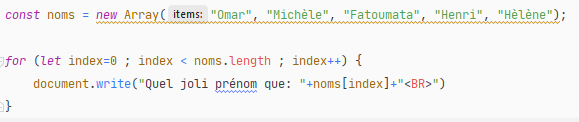 const noms = new Array( items: "Omar", "Michèle", "Fatoumata", "Henri", "Hélène");
for (let index=0 ; index < noms.length ; index++) {
document.write("Quel joli prénom que: "+noms[index]+"<BR>")
}